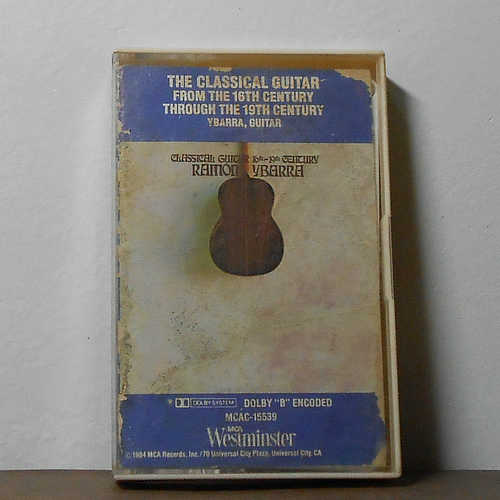 THE CLASSICAL GUITAR
FROM THE 16TH CENTURY
THROUGH THE 19TH CENTURY
YBARRA, GUITAR
CLASSICAL GUITAR 16th-19th CENTURY
RAMÓN YBARRA
DOLBY SYSTEM DOLBY "B" ENCODED
MCAC-15539
MCA
Westminster
© 1984 MCA Records, Inc. / 70 Universal City Plaza, Universal City, CA